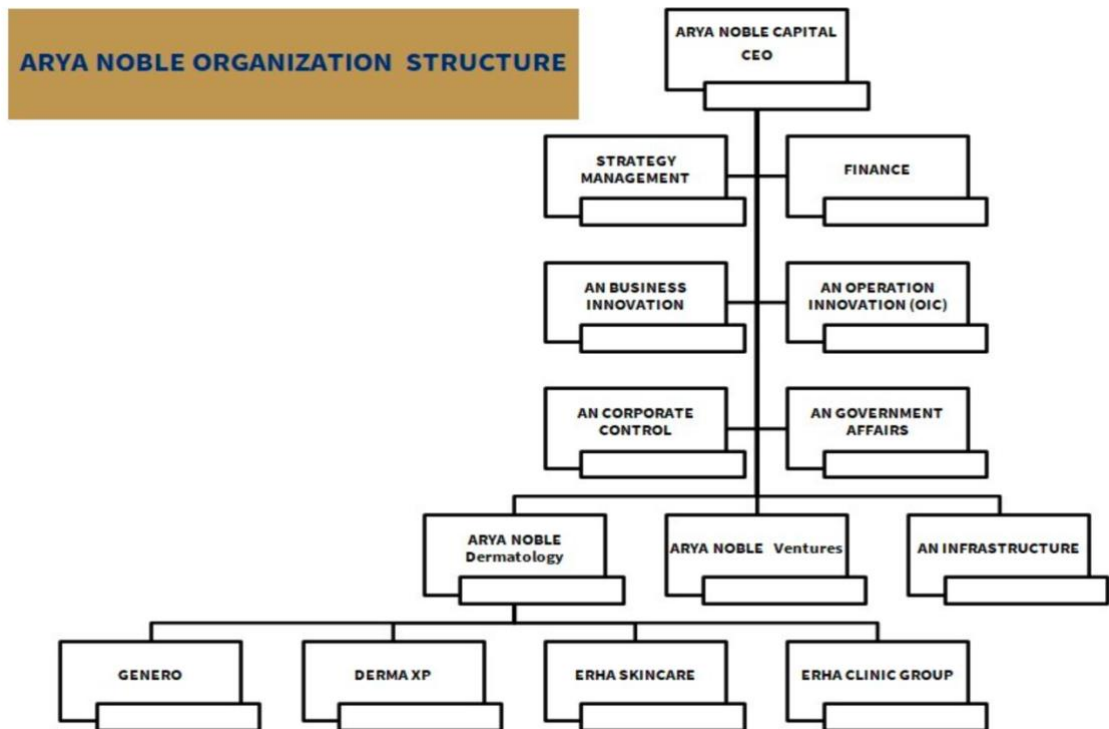 ARYA NOBLE ORGANIZATION STRUCTURE
ARYA NOBLE CAPITAL
CEO
STRATEGY
MANAGEMENT
FINANCE
AN BUSINESS
INNOVATION
AN OPERATION
INNOVATION (OIC)
AN CORPORATE
CONTROL
AN GOVERNMENT
AFFAIRS
ARYA NOBLE
Dermatology
ARYA NOBLE Ventures
AN INFRASTRUCTURE
GENERO
DERMA XP
ERHA SKINCARE
ERHA CLINIC GROUP